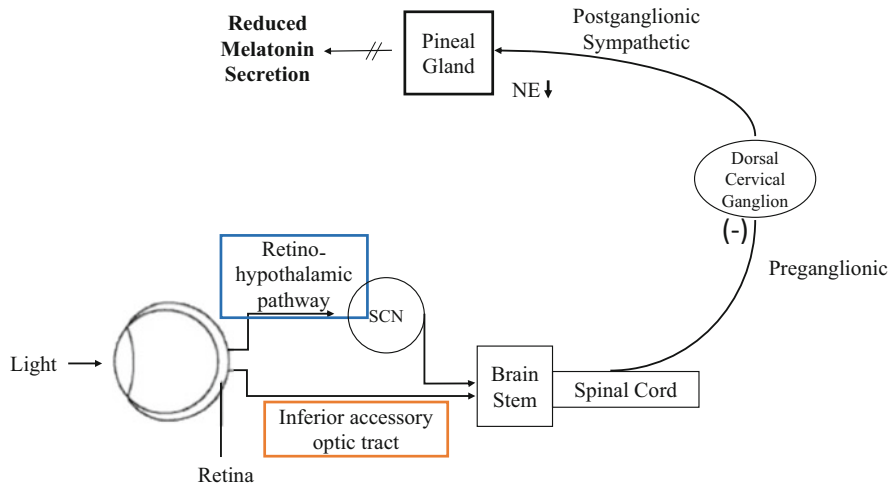 Reduced
Melatonin
Secretion
Pineal
Gland
Postganglionic
Sympathetic
NE
Dorsal
Cervical
Ganglion
(-)
Preganglionic
Retino-
hypothalamic
pathway
SCN
Light
Brain
Stem
Spinal Cord
Inferior accessory
optic tract
Retina